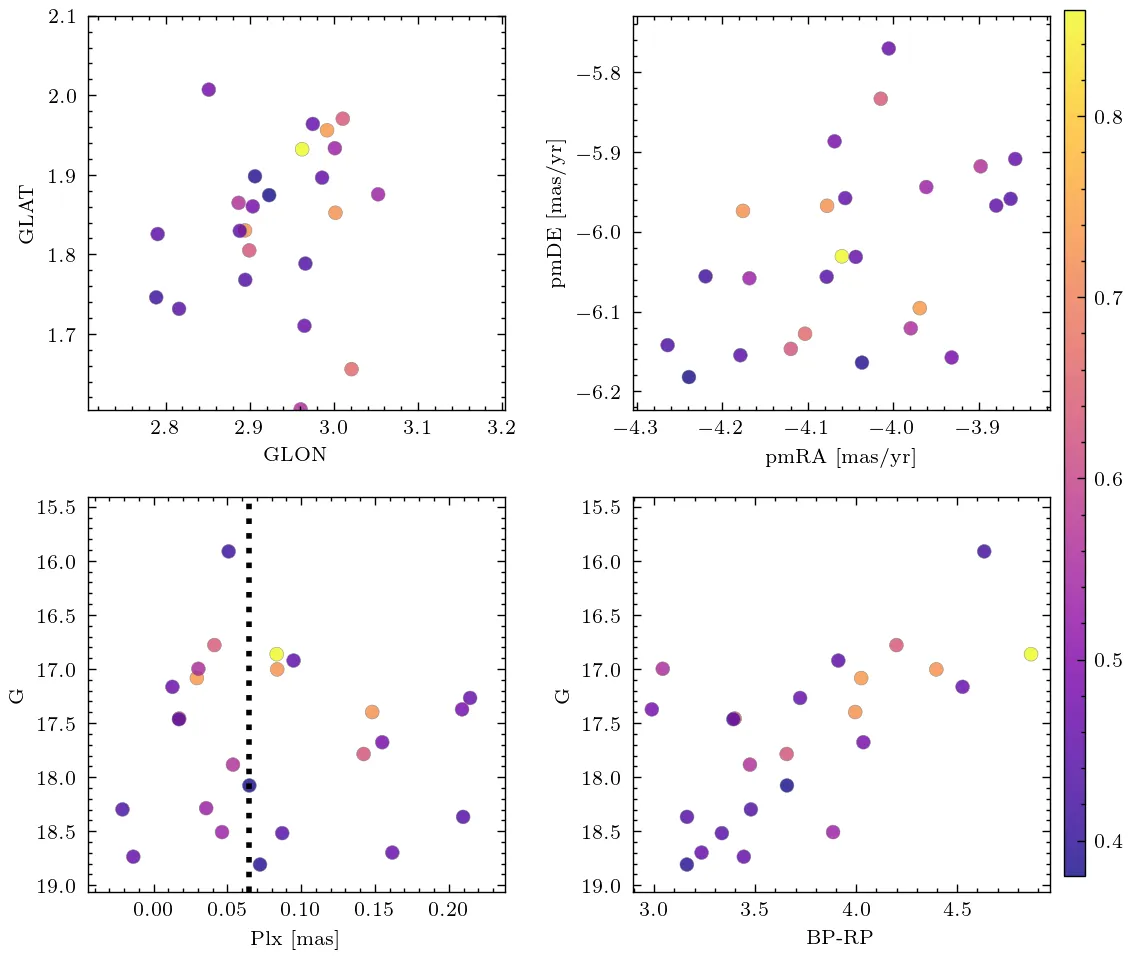 2.1
2.0
1.9
1.8
1.7
GLAT
2.8 2.9 3.0 3.1 3.2
GLON
−5.8
−5.9
−6.0
−6.1
−6.2
pmDE [mas/yr]
−4.3 −4.2 −4.1 −4.0 −3.9
pmRA [mas/yr]
0.8
0.7
0.6
0.5
0.4
15.5
16.0
16.5
17.0
17.5
18.0
18.5
19.0
G
0.00 0.05 0.10 0.15 0.20
Plx [mas]
15.5
16.0
16.5
17.0
17.5
18.0
18.5
19.0
G
3.0 3.5 4.0 4.5
BP-RP